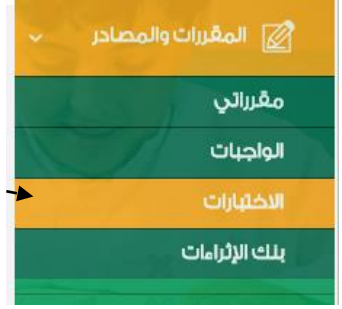 المقررات والمصادر
مقرراتي
الواجبات
الاختبارات
بنك الإثراءات